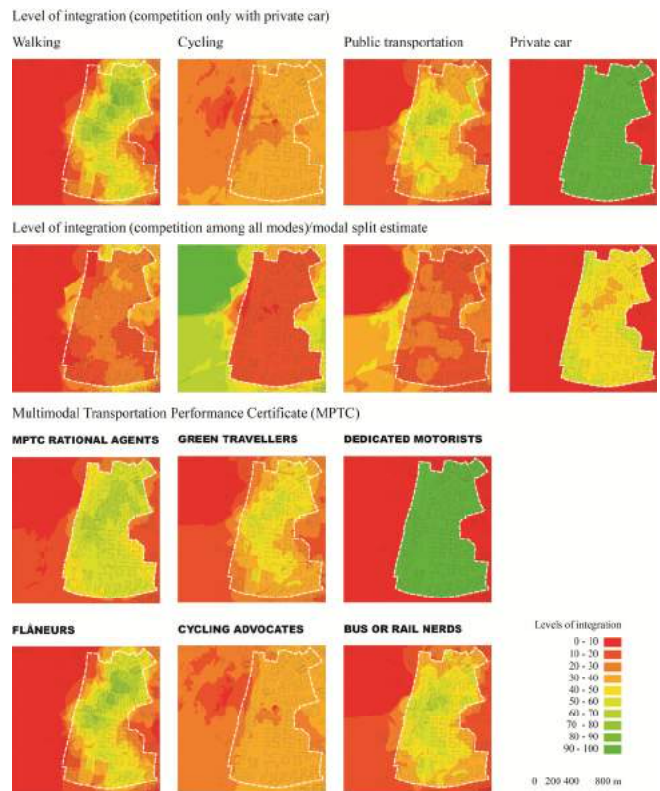 Level of integration (competition only with private car)
Walking
Cycling
Public transportation
Private car
Level of integration (competition among all modes)/modal split estimate
Multimodal Transportation Performance Certificate (MPTC)
MPTC RATIONAL AGENTS
GREEN TRAVELLERS
DEDICATED MOTORISTS
FLÂNEURS
CYCLING ADVOCATES
BUS OR RAIL NERDS
Levels of integration
0 - 10
10 - 20
20 - 30
30 - 40
40 - 50
50 - 60
60 - 70
70 - 80
80 - 90
90 - 100
0 200 400 800 m